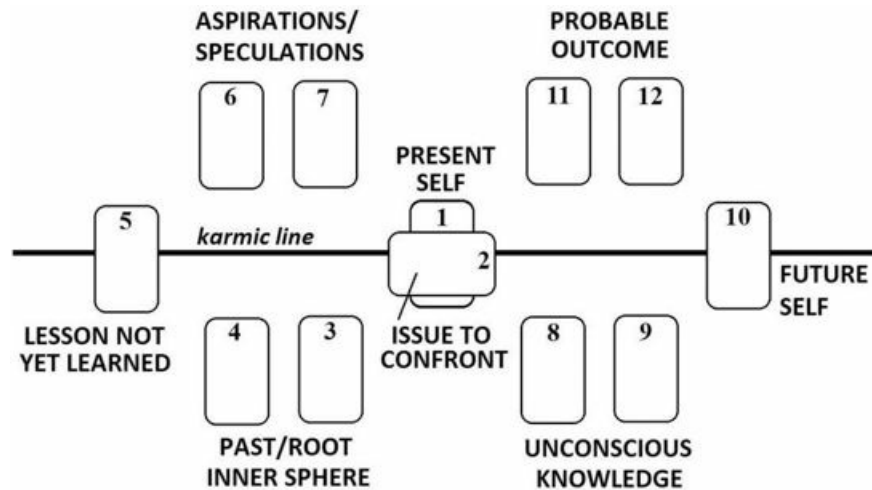 ASPIRATIONS/
SPECULATIONS
PROBABLE
OUTCOME
6
7
11
12
PRESENT
SELF
5
karmic line
1
2
10
FUTURE
SELF
LESSON NOT
YET LEARNED
4
3
ISSUE TO
CONFRONT
8
9
PAST/ROOT
INNER SPHERE
UNCONSCIOUS
KNOWLEDGE